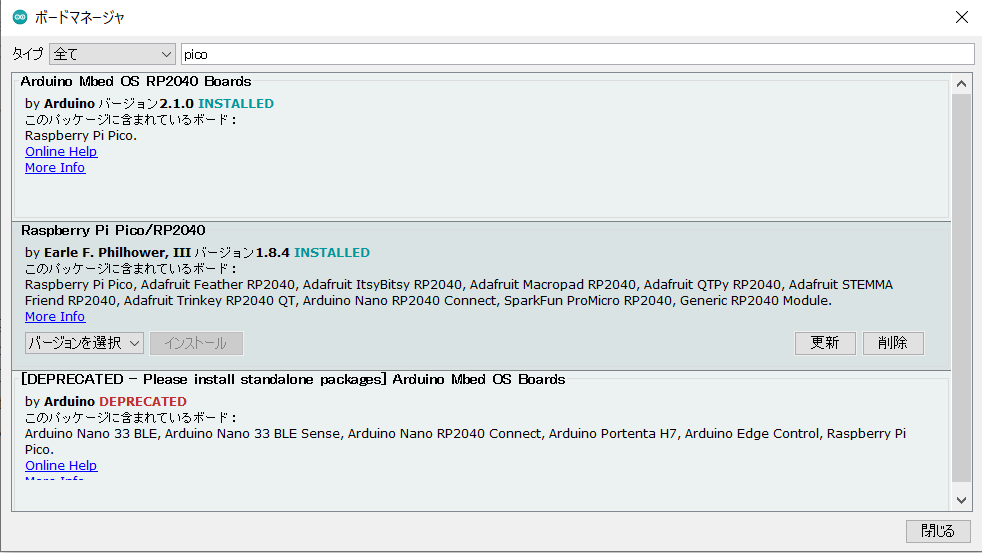 ボードマネージャ
タイプ 全て pico
Arduino Mbed OS RP2040 Boards
by Arduino バージョン2.1.0 INSTALLED
このパッケージに含まれているボード：
Raspberry Pi Pico.
Online Help
More Info
Raspberry Pi Pico/RP2040
by Earle F. Philhower, III バージョン1.8.4 INSTALLED
このパッケージに含まれているボード：
Raspberry Pi Pico, Adafruit Feather RP2040, Adafruit ItsyBitsy RP2040, Adafruit Macropad RP2040, Adafruit QTPy RP2040, Adafruit STEMMA
Friend RP2040, Adafruit Trinkey RP2040 QT, Arduino Nano RP2040 Connect, SparkFun ProMicro RP2040, Generic RP2040 Module.
More Info
バージョンを選択 インストール 更新 削除
[DEPRECATED - Please install standalone packages] Arduino Mbed OS Boards
by Arduino DEPRECATED
このパッケージに含まれているボード：
Arduino Nano 33 BLE, Arduino Nano 33 BLE Sense, Arduino Nano RP2040 Connect, Arduino Portenta H7, Arduino Edge Control, Raspberry Pi
Pico.
Online Help
More Info
閉じる